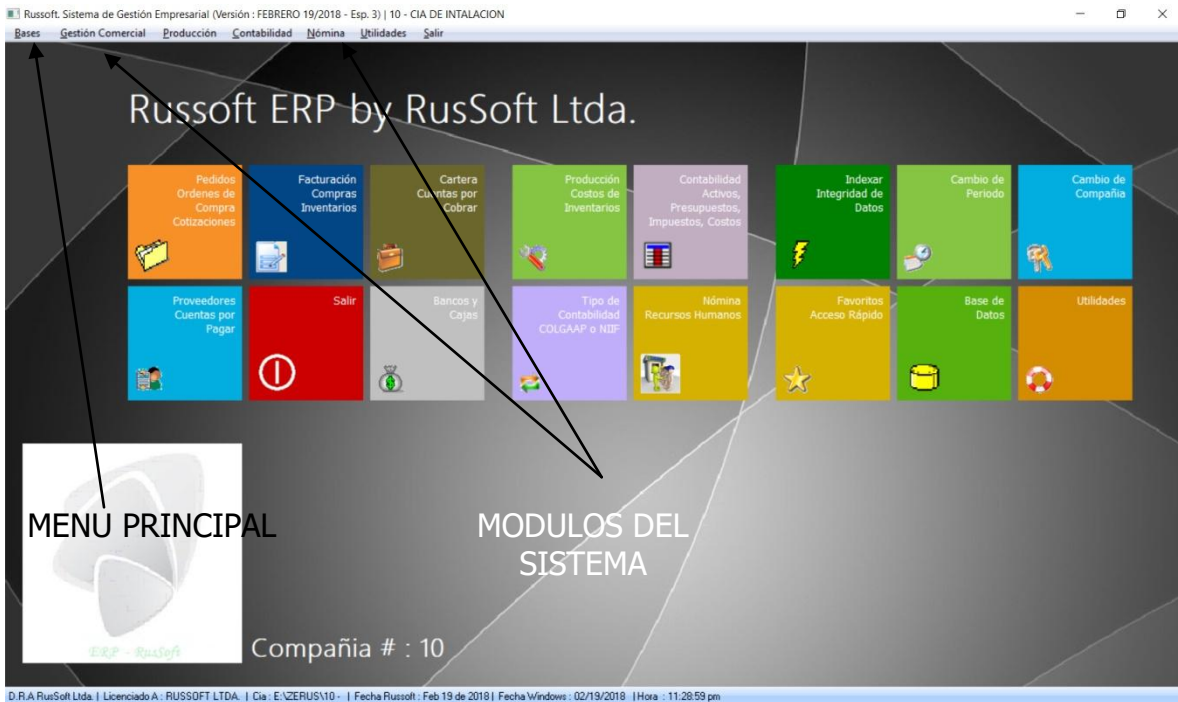 Russoft. Sistema de Gestión Empresarial (Versión : FEBRERO 19/2018 - Esp. 3) | 10 - CIA DE INTALACION
Bases Gestión Comercial Producción Contabilidad Nómina Utilidades Salir
Russoft ERP by RusSoft Ltda.
Pedidos
Ordenes de
Compra
Cotizaciones
Facturación
Compras
Inventarios
Cartera
Cuentas por
Cobrar
Producción
Costos de
Inventarios
Contabilidad
Activos,
Presupuestos,
Impuestos, Costos
Indexar
Integridad de
Datos
Cambio de
Periodo
Cambio de
Compañia
Proveedores
Cuentas por
Pagar
Salir
Bancos y
Cajas
Tipo de
Contabilidad
COLGAAP o NIIF
Nómina
Recursos Humanos
Favoritos
Acceso Rápido
Base de
Datos
Utilidades
MENU PRINCIPAL
MODULOS DEL
SISTEMA
ERP - RusSoft
Compañia # : 10
D.R.A RusSoft Ltda. | Licenciado A : RUSSOFT LTDA. | Cia : E:\ZERUS\10 - | Fecha Russoft : Feb 19 de 2018 | Fecha Windows : 02/19/2018 | Hora : 11:28:59 pm